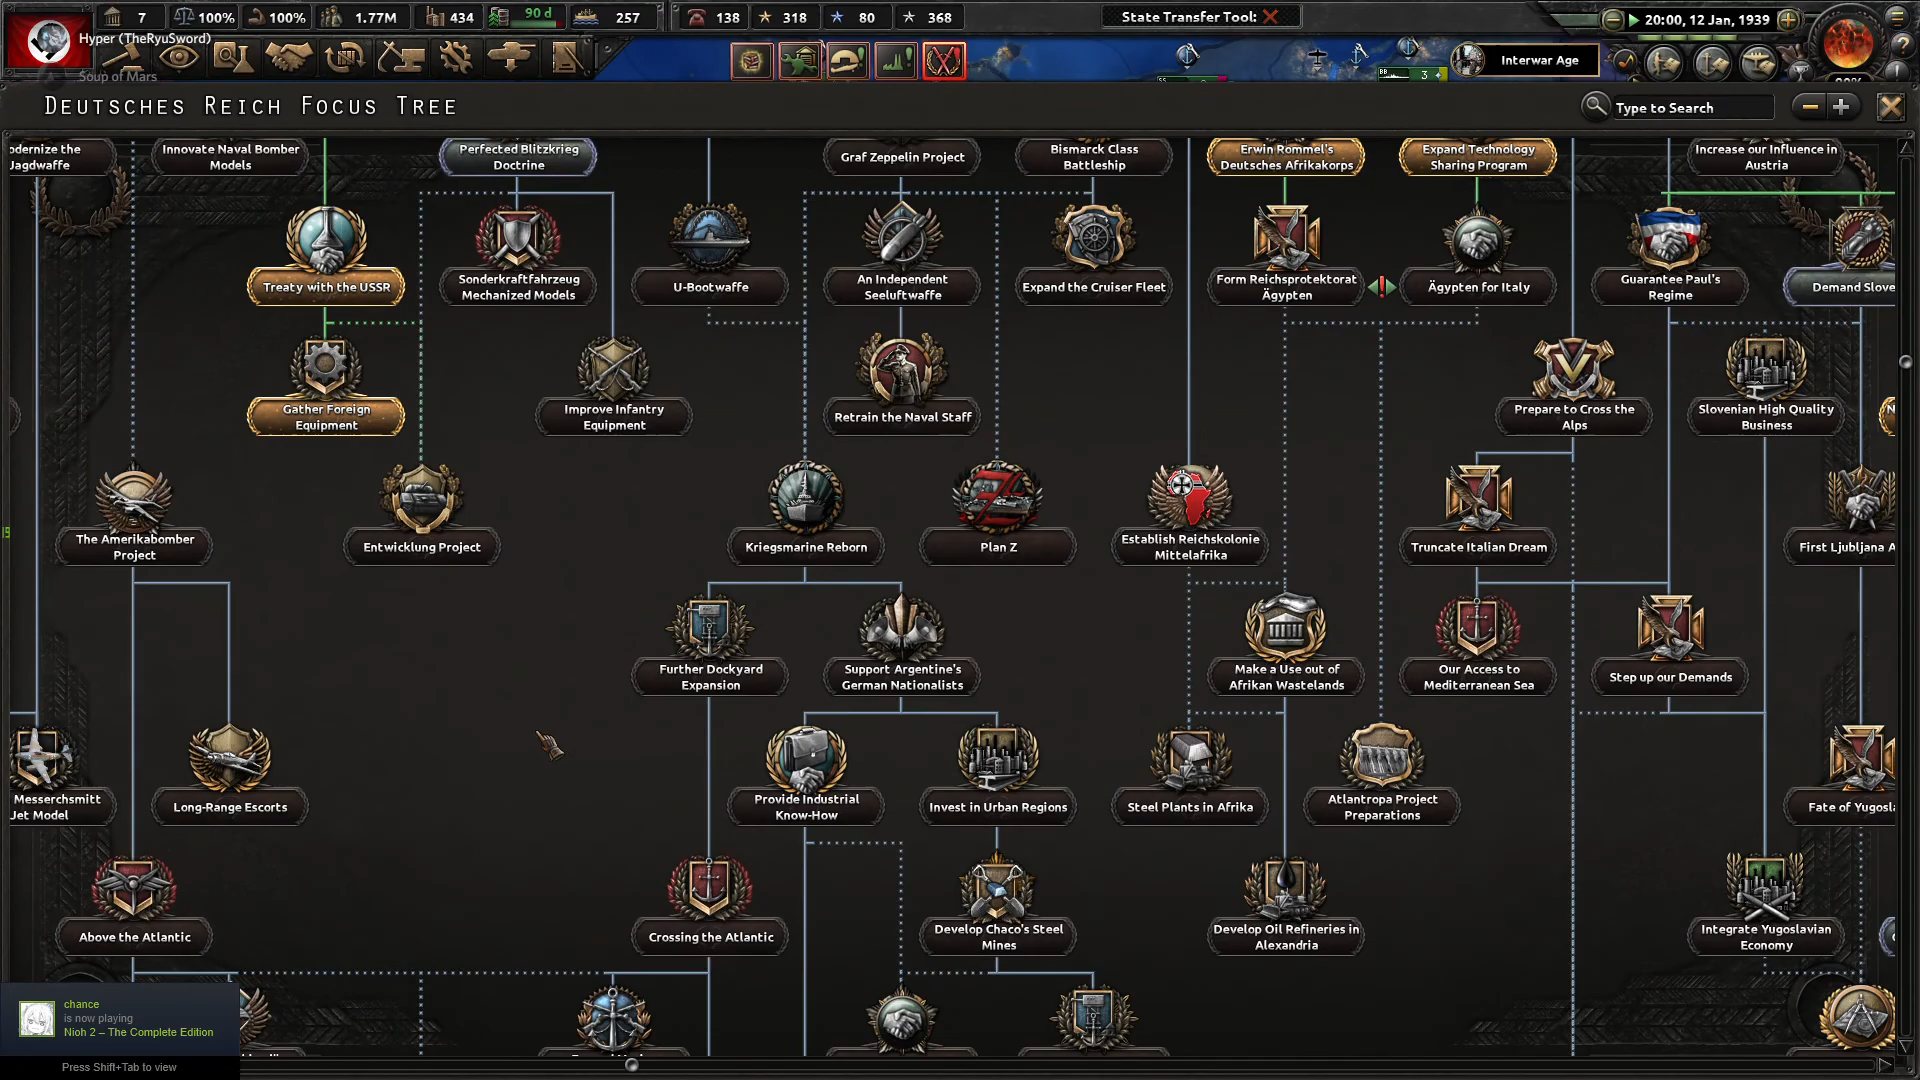 7
100%
100%
1.77M
434
90 d
257
138
318
80
368
State Transfer Tool:
20:00, 12 Jan, 1939
Hyper (TheRyuSword)
Soup of Mars
3
Interwar Age
Deutsches Reich Focus Tree
Type to Search
odernize the
Jagdwaffe
Innovate Naval Bomber
Models
Perfected Blitzkrieg
Doctrine
Graf Zeppelin Project
Bismarck Class
Battleship
Erwin Rommel's
Deutsches Afrikakorps
Expand Technology
Sharing Program
Increase our Influence in
Austria
Treaty with the USSR
Sonderkraftfahrzeug
Mechanized Models
U-Bootwaffe
An Independent
Seeluftwaffe
Expand the Cruiser Fleet
Form Reichsprotektorat
Ägypten
Ägypten for Italy
Guarantee Paul's
Regime
Demand Slove
Gather Foreign
Equipment
Improve Infantry
Equipment
Retrain the Naval Staff
Prepare to Cross the
Alps
Slovenian High Quality
Business
The Amerikabomber
Project
Entwicklung Project
Kriegsmarine Reborn
Plan Z
Establish Reichskolonie
Mittelafrika
Truncate Italian Dream
First Ljubljana A
Further Dockyard
Expansion
Support Argentine's
German Nationalists
Make a Use out of
Afrikan Wastelands
Our Access to
Mediterranean Sea
Step up our Demands
Messerchsmitt
Jet Model
Long-Range Escorts
Provide Industrial
Know-How
Invest in Urban Regions
Steel Plants in Afrika
Atlantropa Project
Preparations
Fate of Yugosla
Above the Atlantic
Crossing the Atlantic
Develop Chaco's Steel
Mines
Develop Oil Refineries in
Alexandria
Integrate Yugoslavian
Economy
chance
is now playing
Nioh 2 – The Complete Edition
Press Shift+Tab to view